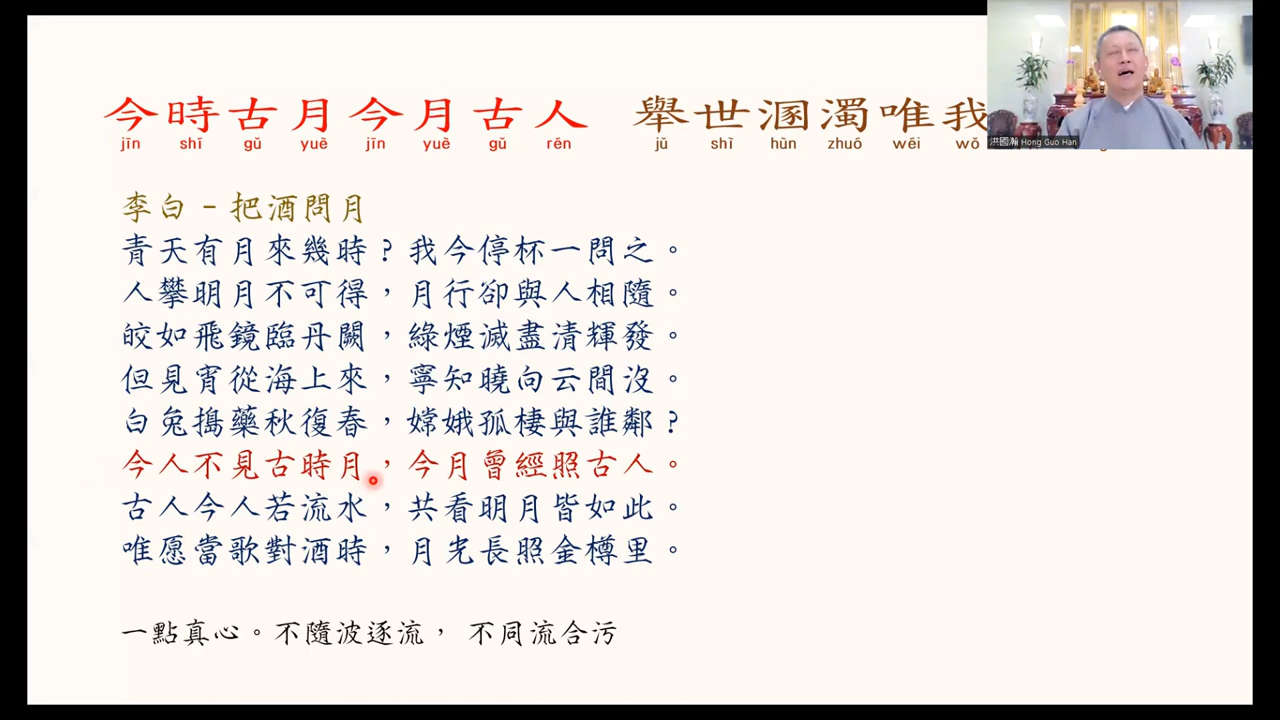 今時古月今月古人 舉世溷濁唯我
jīn shí gǔ yuè jīn yuè gǔ rén jǔ shì hùn zhuó wéi wǒ
洪國瀚 Hong Guo Han
李白 - 把酒問月
青天有月來幾時？我今停杯一問之。
人攀明月不可得，月行卻與人相隨。
皎如飛鏡臨丹闕，綠煙滅盡清輝發。
但見宵從海上來，寧知曉向云間沒。
白兔搗藥秋復春，嫦娥孤棲與誰鄰？
今人不見古時月，今月曾經照古人。
古人今人若流水，共看明月皆如此。
唯愿當歌對酒時，月光長照金樽里。
一點真心。不隨波逐流， 不同流合污